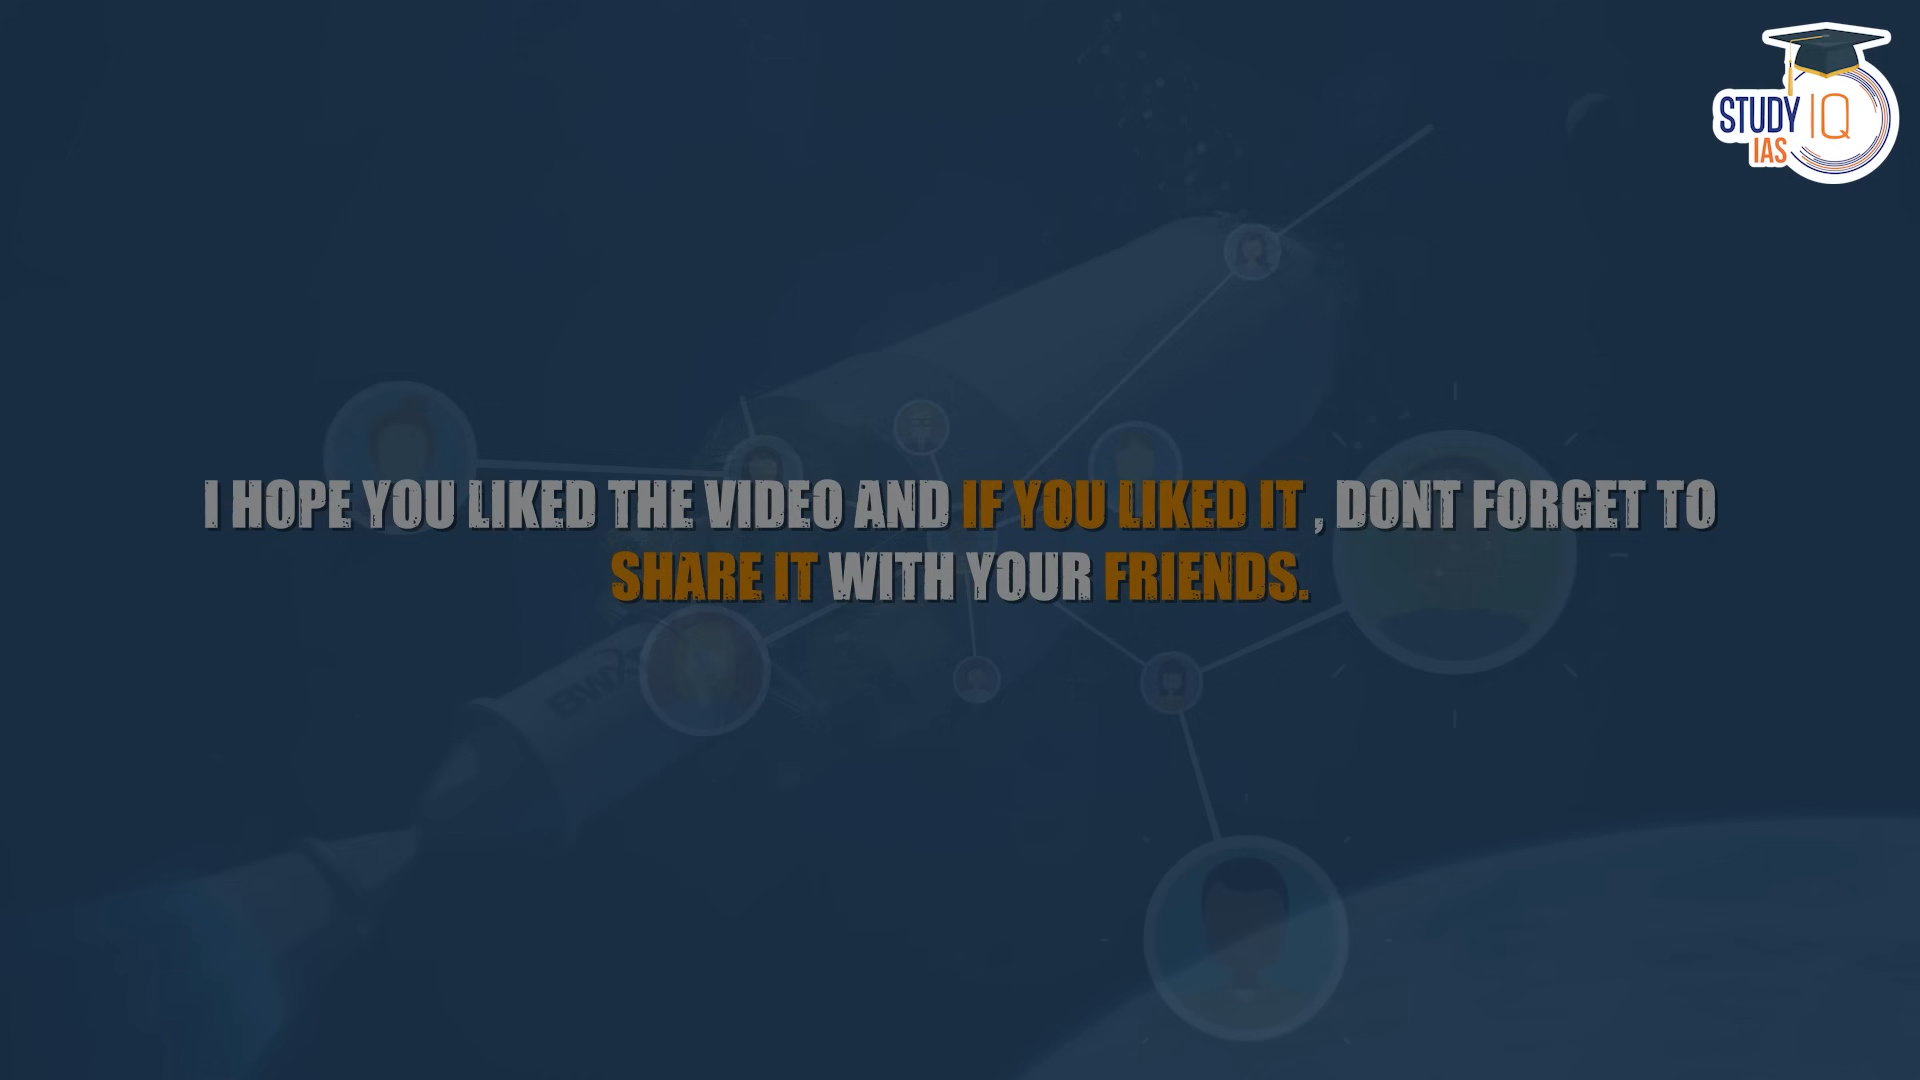 STUDY IQ
IAS
I HOPE YOU LIKED THE VIDEO AND IF YOU LIKED IT , DONT FORGET TO
SHARE IT WITH YOUR FRIENDS.